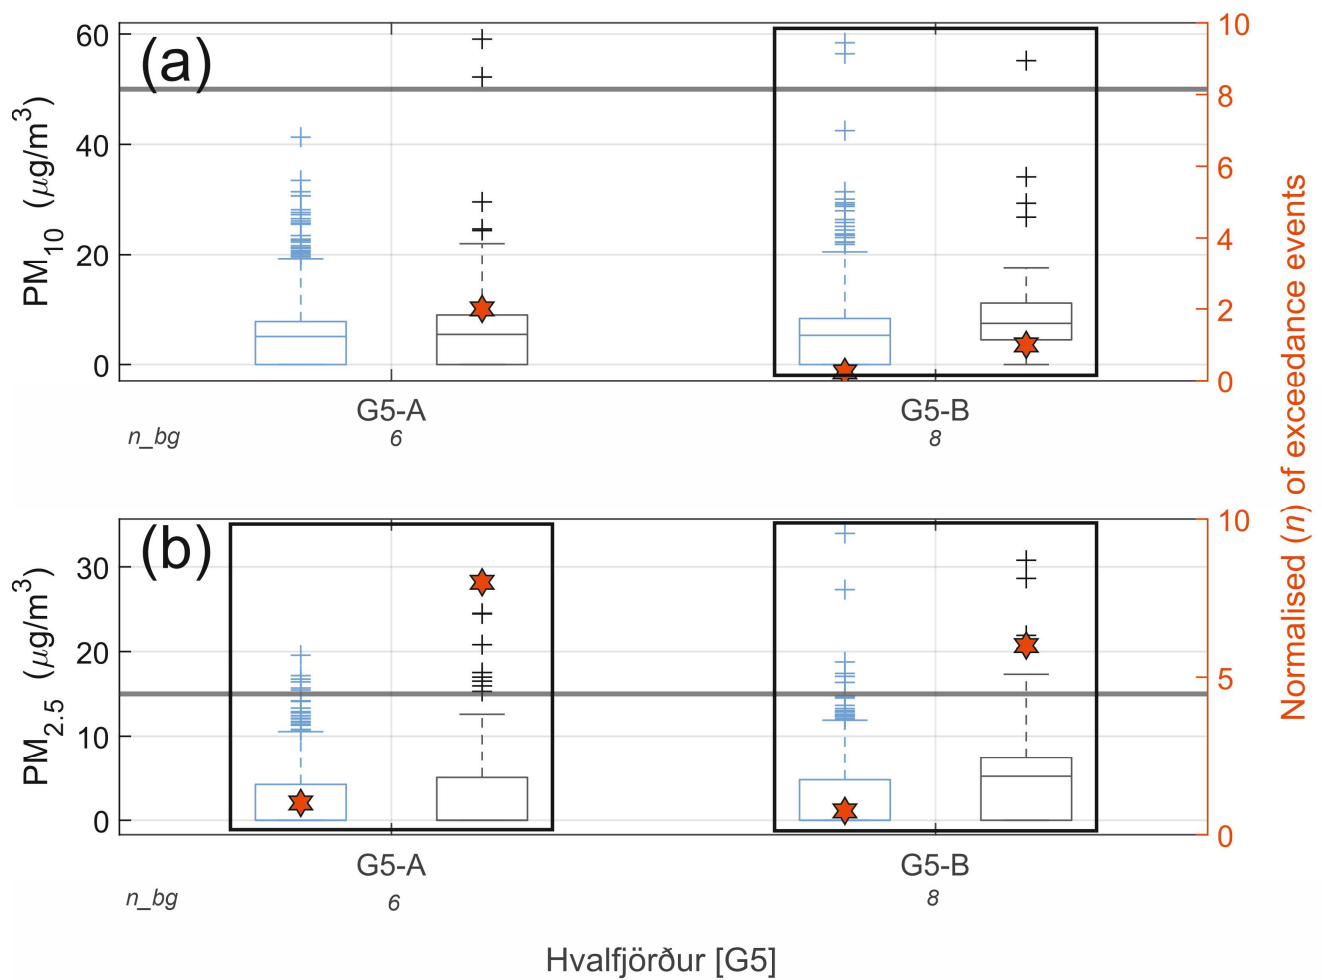 (a)
60
40
20
0
PM10 (μg/m3)
10
8
6
4
2
0
G5-A
G5-B
n_bg
6
8
Normalised (n) of exceedance events
(b)
30
20
10
0
PM2.5 (μg/m3)
10
5
0
G5-A
G5-B
n_bg
6
8
Hvalfjörður [G5]